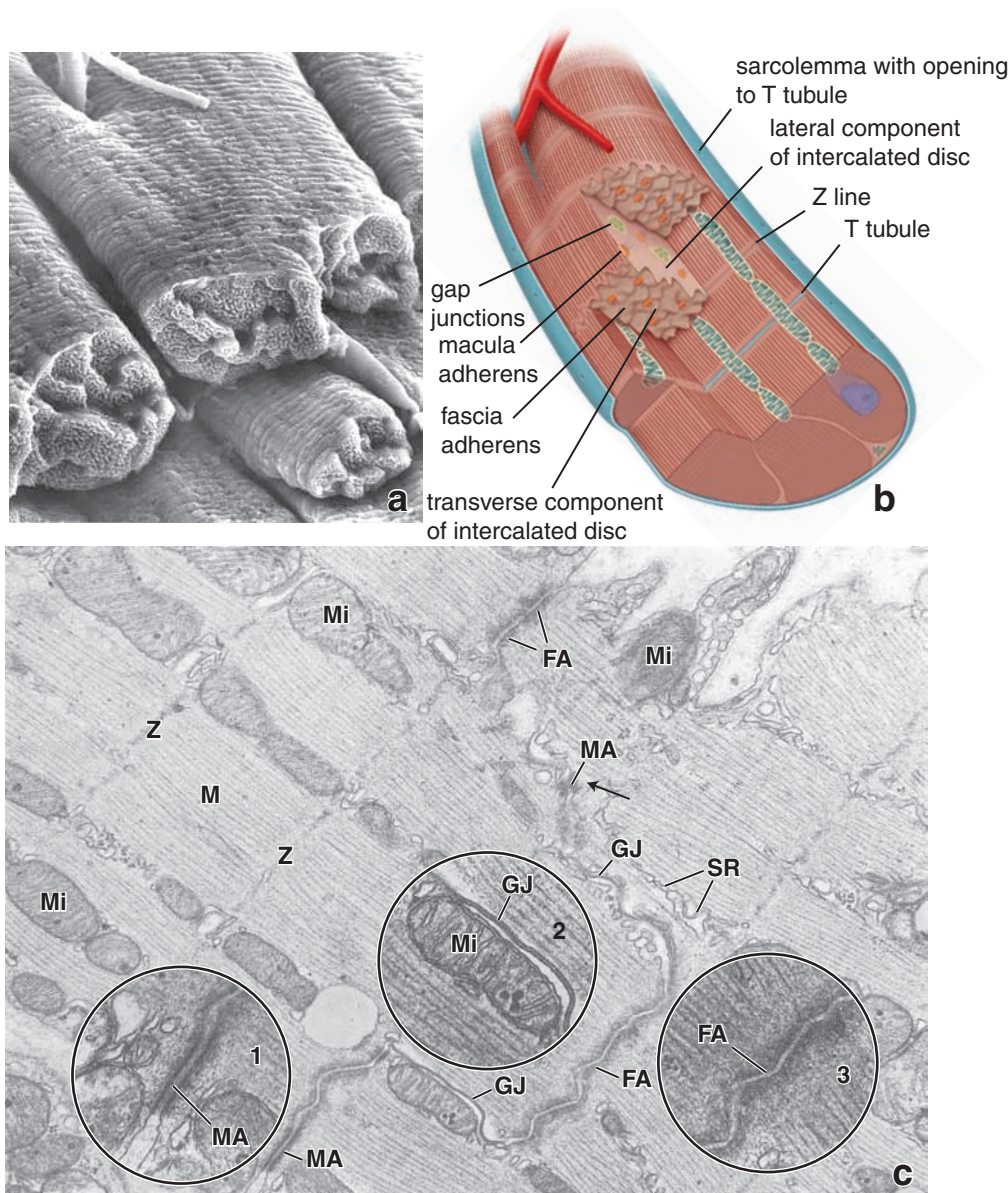 a
sarcolemma with opening
to T tubule
lateral component
of intercalated disc
Z line
T tubule
gap
junctions
macula
adherens
fascia
adherens
transverse component
of intercalated disc
b
Mi
FA
Mi
Z
MA
M
GJ
Z
SR
GJ
Mi
2
Mi
FA
1
3
GJ
FA
MA
MA
c